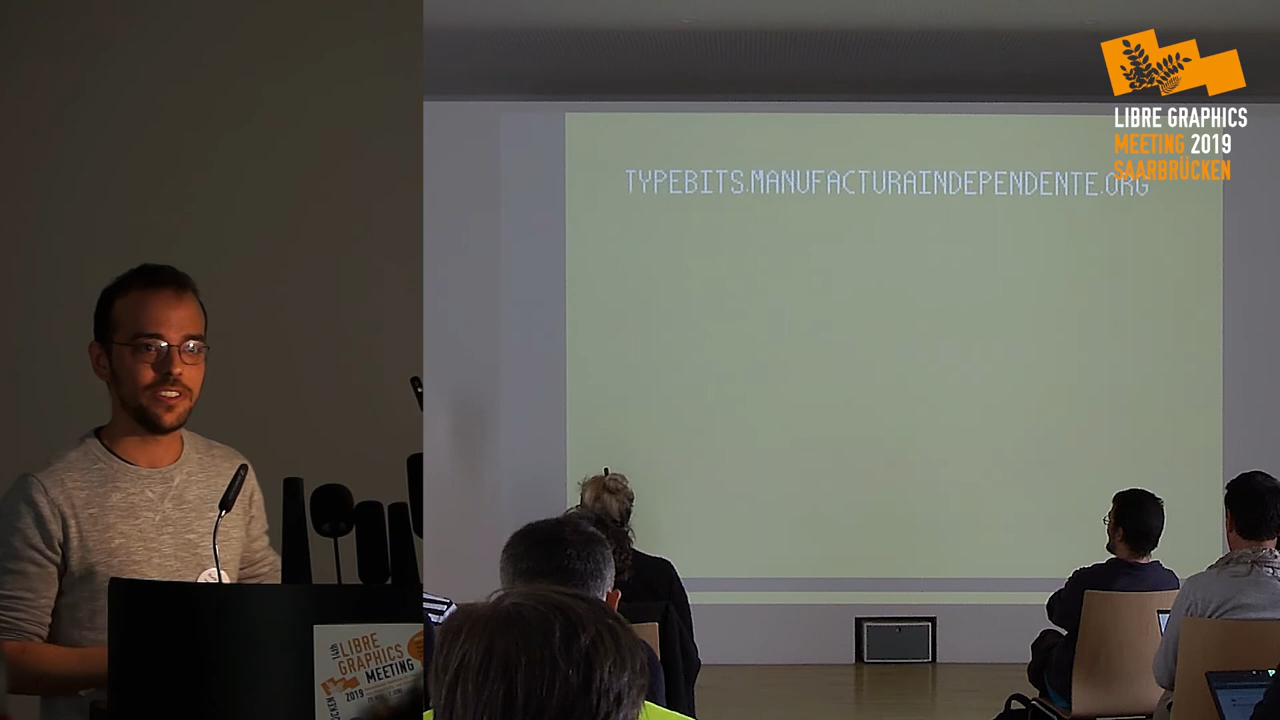 LIBRE GRAPHICS
MEETING 2019
SAARBRÜCKEN
TYPEBITS.MANUFACTURAINDEPENDENTE.ORG
LIBRE
GRAPHICS
MEETING
2019